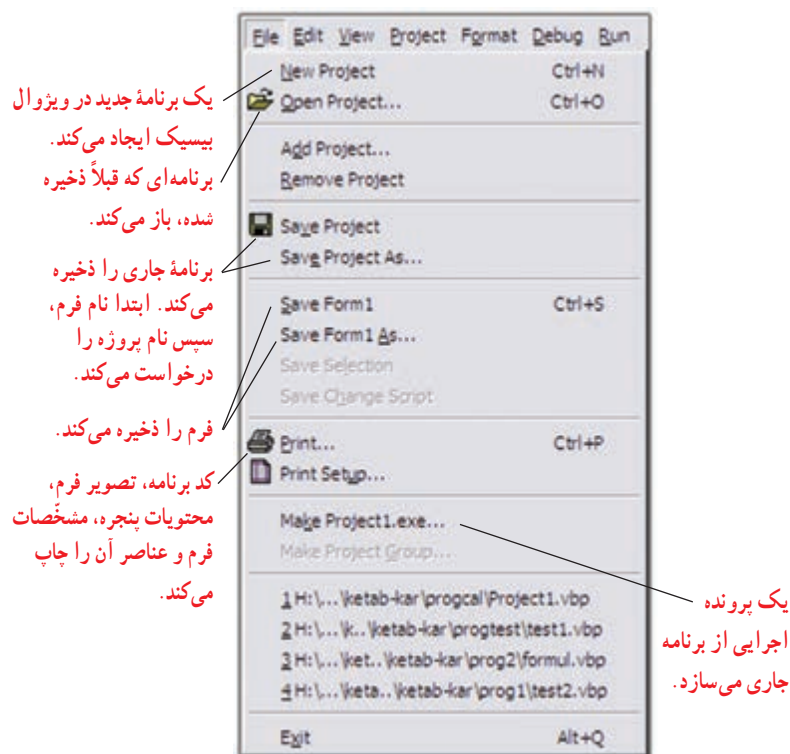 File Edit View Project Format Debug Run
New Project Ctrl+N
Open Project... Ctrl+O
Add Project...
Remove Project
Save Project
Save Project As...
Save Form1 Ctrl+S
Save Form1 As...
Save Selection
Save Change Script
Print... Ctrl+P
Print Setup...
Make Project1.exe...
Make Project Group...
1 H:\...\ketab-kar\progcal\Project1.vbp
2 H:\...\k..\ketab-kar\progtest\test1.vbp
3 H:\...\ket..\ketab-kar\prog2\formul.vbp
4 H:\...\keta..\ketab-kar\prog1\test2.vbp
Exit Alt+Q
یک برنامهٔ جدید در ویژوال
بیسیک ایجاد می‌کند.
برنامه‌ای که قبلاً ذخیره
شده، باز می‌کند.
برنامهٔ جاری را ذخیره
می‌کند. ابتدا نام فرم،
سپس نام پروژه را
درخواست می‌کند.
فرم را ذخیره می‌کند.
کد برنامه، تصویر فرم،
محتویات پنجره، مشخّصات
فرم و عناصر آن را چاپ
می‌کند.
یک پرونده
اجرایی از برنامه
جاری می‌سازد.